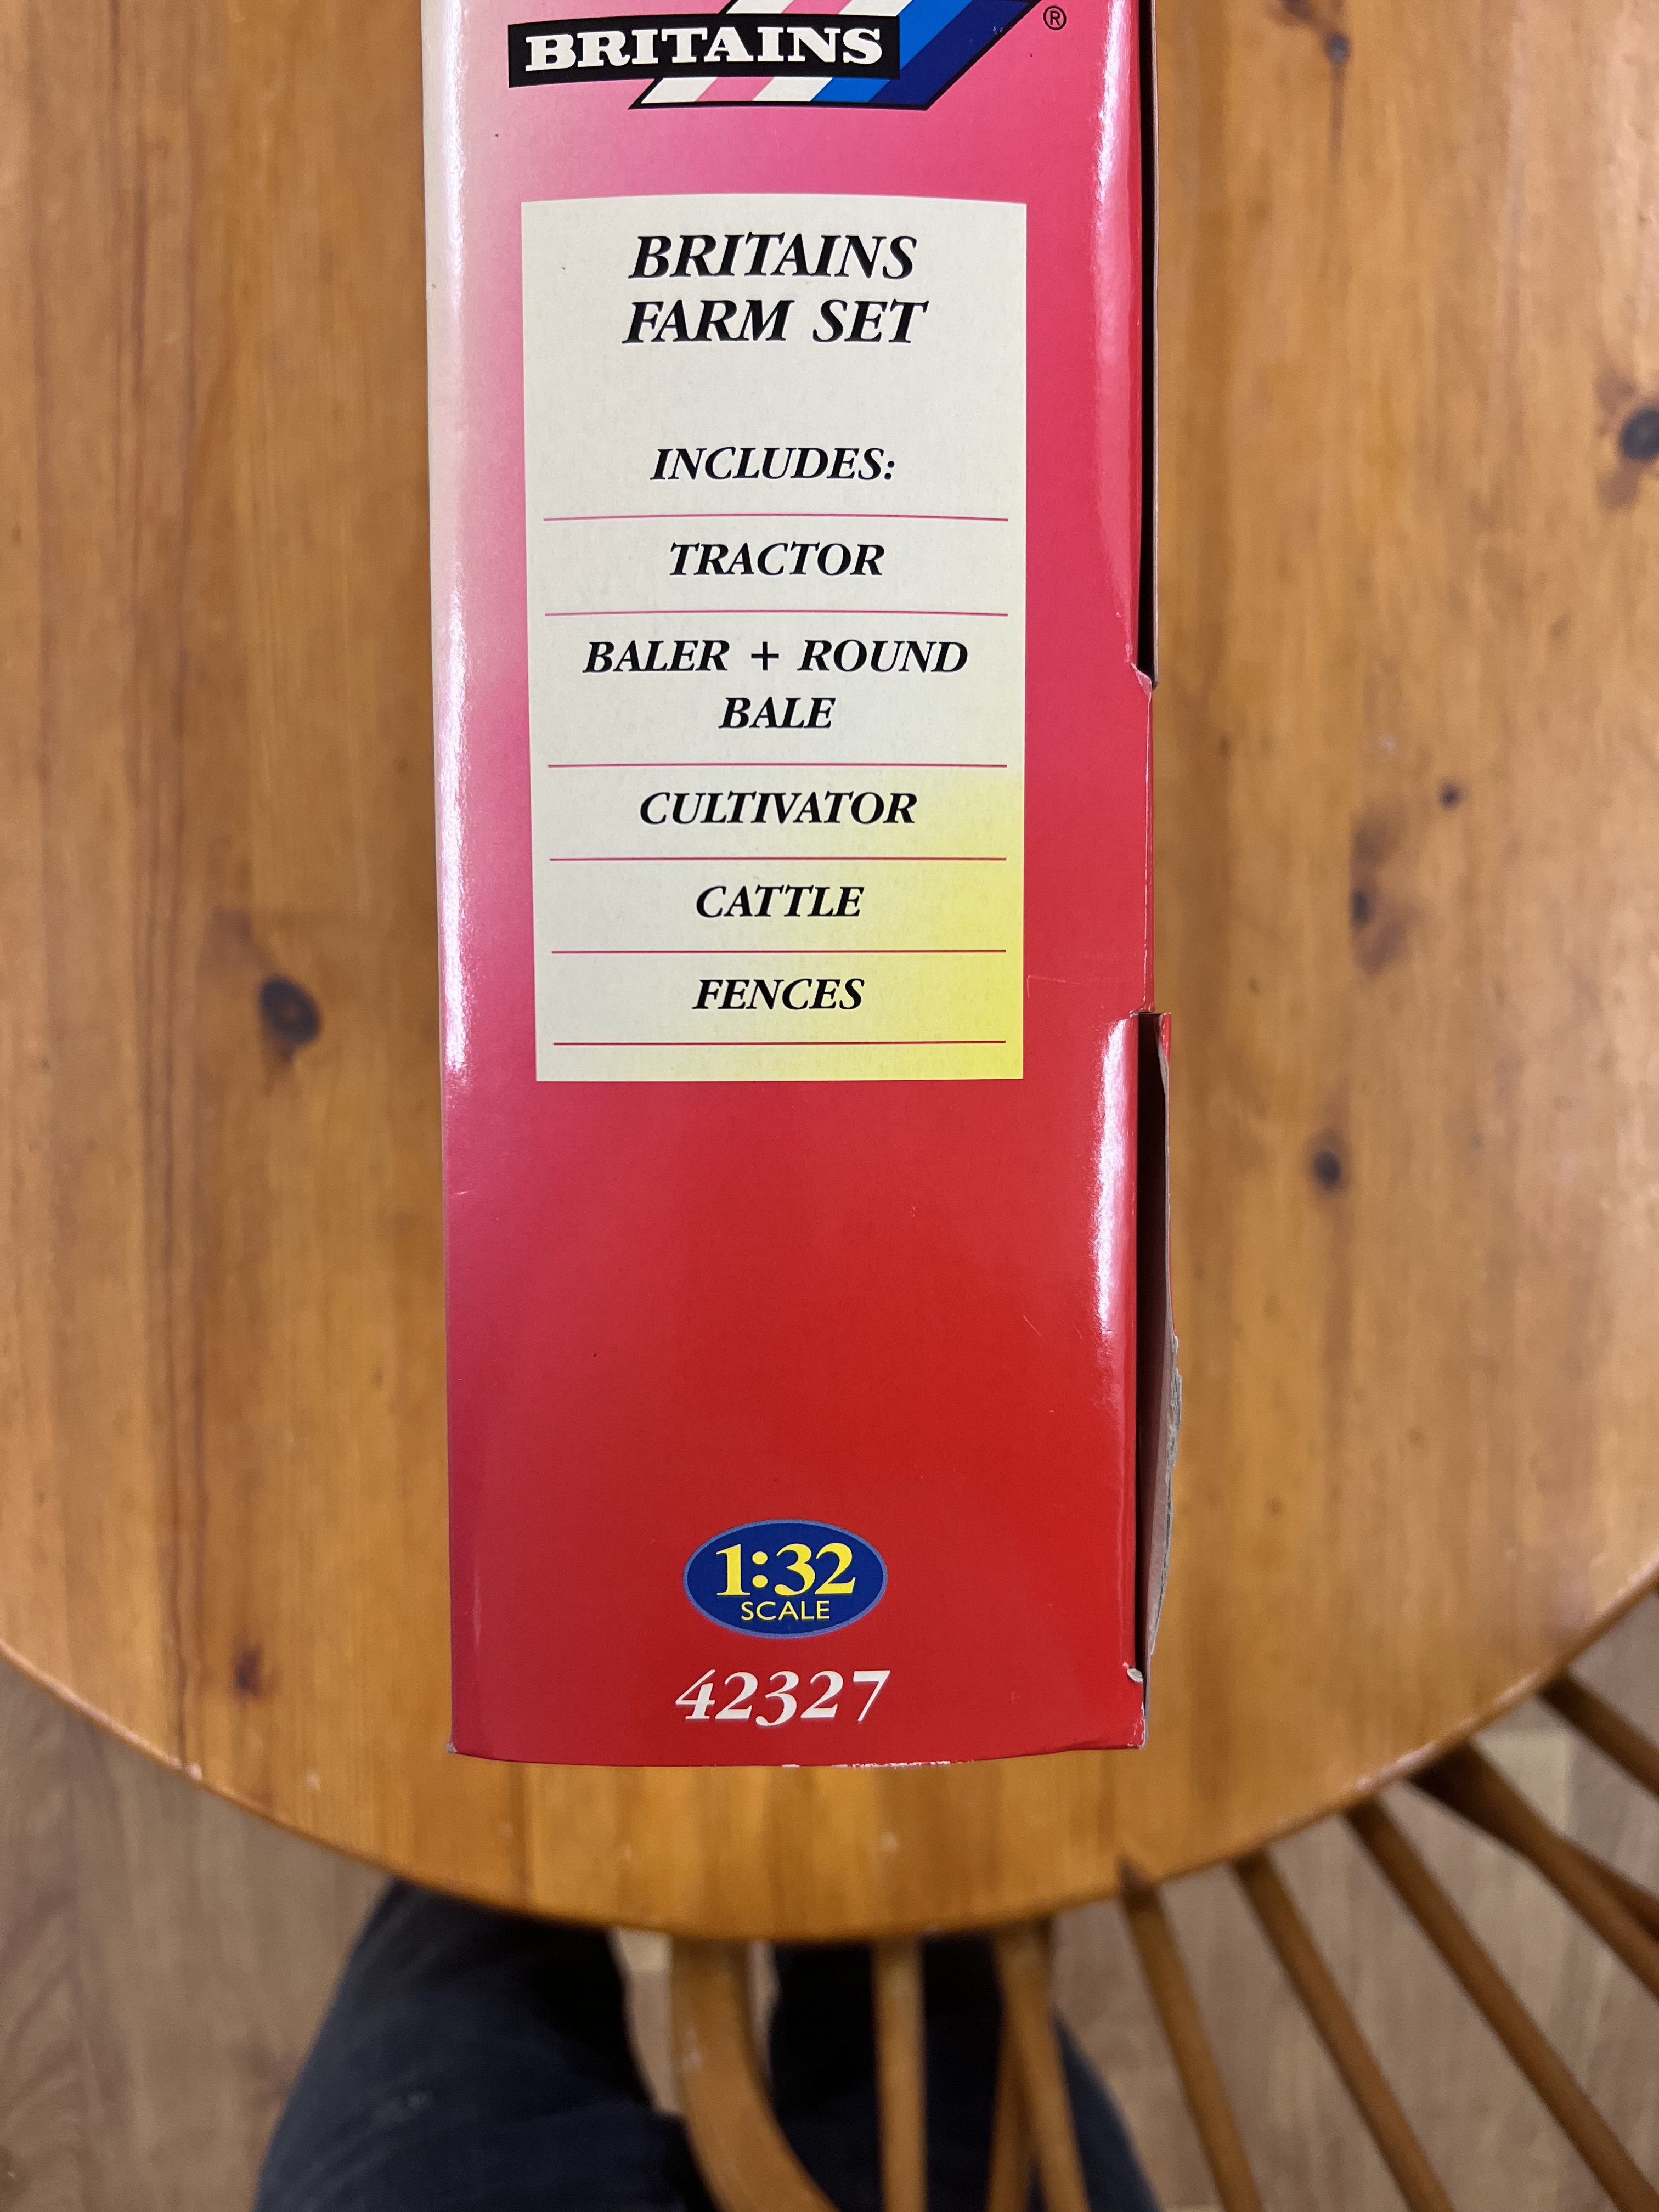 BRITAINS ®
BRITAINS
FARM SET
INCLUDES:
TRACTOR
BALER + ROUND
BALE
CULTIVATOR
CATTLE
FENCES
1:32
SCALE
42327